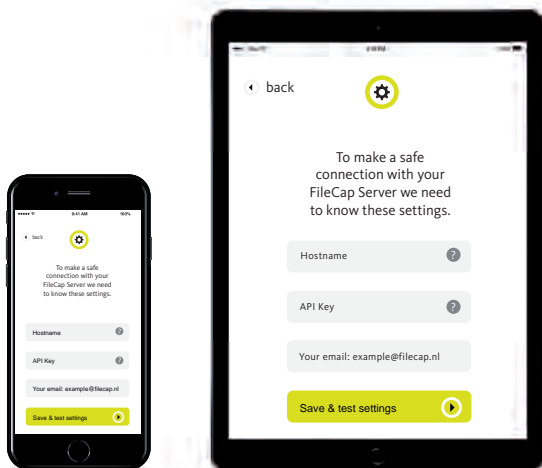 9:41 AM
100%
back
To make a safe
connection with your
FileCap Server we need
to know these settings.
Hostname
?
API Key
?
Your email: example@filecap.nl
Save & test settings
back
To make a safe
connection with your
FileCap Server we need
to know these settings.
Hostname
?
API Key
?
Your email: example@filecap.nl
Save & test settings